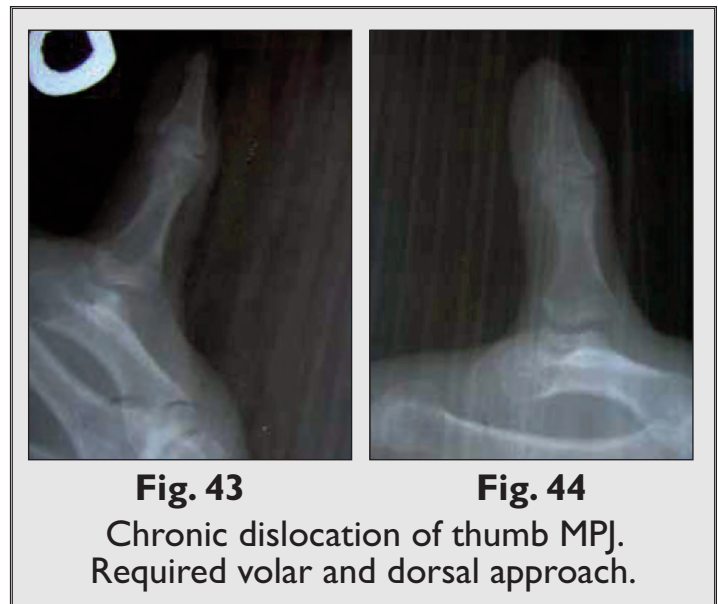 Fig. 43
Fig. 44
Chronic dislocation of thumb MPJ.
Required volar and dorsal approach.